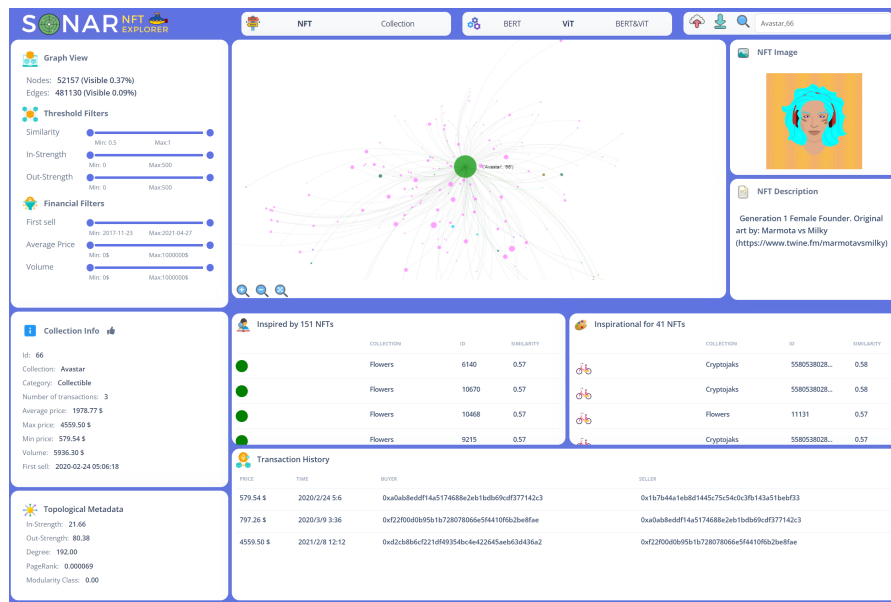 SONAR NFT EXPLORER
NFT Collection
BERT ViT BERT&ViT
Avastar,66
Graph View
Nodes: 52157 (Visible 0.37%)
Edges: 481130 (Visible 0.09%)
Threshold Filters
Similarity
Min: 0.5 Max:1
In-Strength
Min: 0 Max:500
Out-Strength
Min: 0 Max:500
Financial Filters
First sell
Min: 2017-11-23 Max:2021-04-27
Average Price
Min: 0$ Max:1000000$
Volume
Min: 0$ Max:1000000$
('Avastar', '66')
NFT Image
NFT Description
Generation 1 Female Founder. Original
art by: Marmota vs Milky
(https://www.twine.fm/marmotavsmilky)
Collection Info
Id: 66
Collection: Avastar
Category: Collectible
Number of transactions: 3
Average price: 1978.77 $
Max price: 4559.50 $
Min price: 579.54 $
Volume: 5936.30 $
First sell: 2020-02-24 05:06:18
Inspired by 151 NFTs
COLLECTION ID SIMILARITY
Flowers 6140 0.57
Flowers 10670 0.57
Flowers 10468 0.57
Flowers 9215 0.57
Inspirational for 41 NFTs
COLLECTION ID SIMILARITY
Cryptojaks 5580538028... 0.58
Cryptojaks 5580538028... 0.58
Flowers 11131 0.57
Cryptojaks 5580538028... 0.57
Topological Metadata
In-Strength: 21.66
Out-Strength: 80.38
Degree: 192.00
PageRank: 0.000069
Modularity Class: 0.00
Transaction History
PRICE TIME BUYER SELLER
579.54 $ 2020/2/24 5:6 0xa0ab8eddf14a5174688e2eb1bdb69cdf377142c3 0x1b7b44a1eb8d1445c75c54c0c3fb143a51bebf33
797.26 $ 2020/3/9 3:36 0xf22f00d0b95b1b728078066e5f4410f6b2be8fae 0xa0ab8eddf14a5174688e2eb1bdb69cdf377142c3
4559.50 $ 2021/2/8 12:12 0xd2cb8b6cf221df49354bc4e422645aeb63d436a2 0xf22f00d0b95b1b728078066e5f4410f6b2be8fae